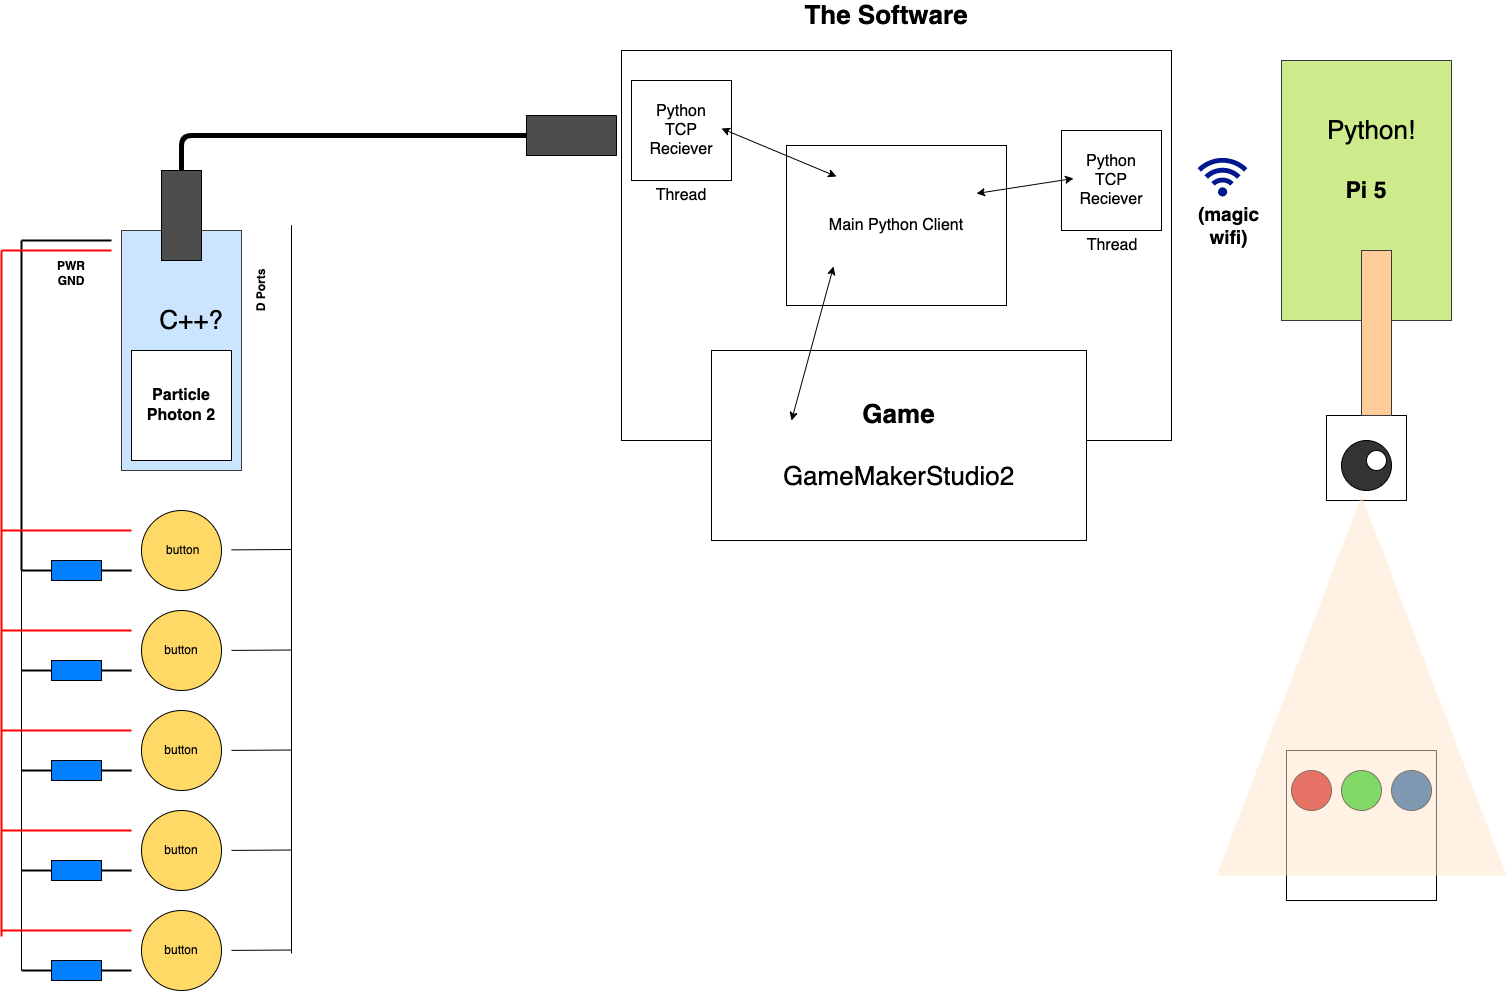 The Software
Python
TCP
Reciever
Thread
Python
TCP
Reciever
Thread
Main Python Client
Game
GameMakerStudio2
(magic
wifi)
Python!
Pi 5
PWR
GND
D Ports
C++?
Particle
Photon 2
button
button
button
button
button